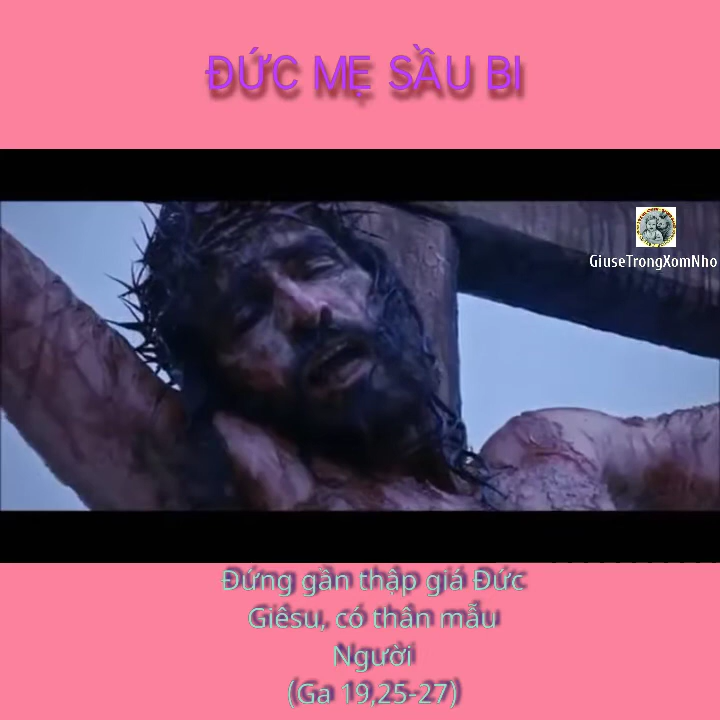 ĐỨC MẸ SẦU BI
GiuseTrongXomNho
Đứng gần thập giá Đức
Giêsu, có thân mẫu
Người
(Ga 19,25-27)